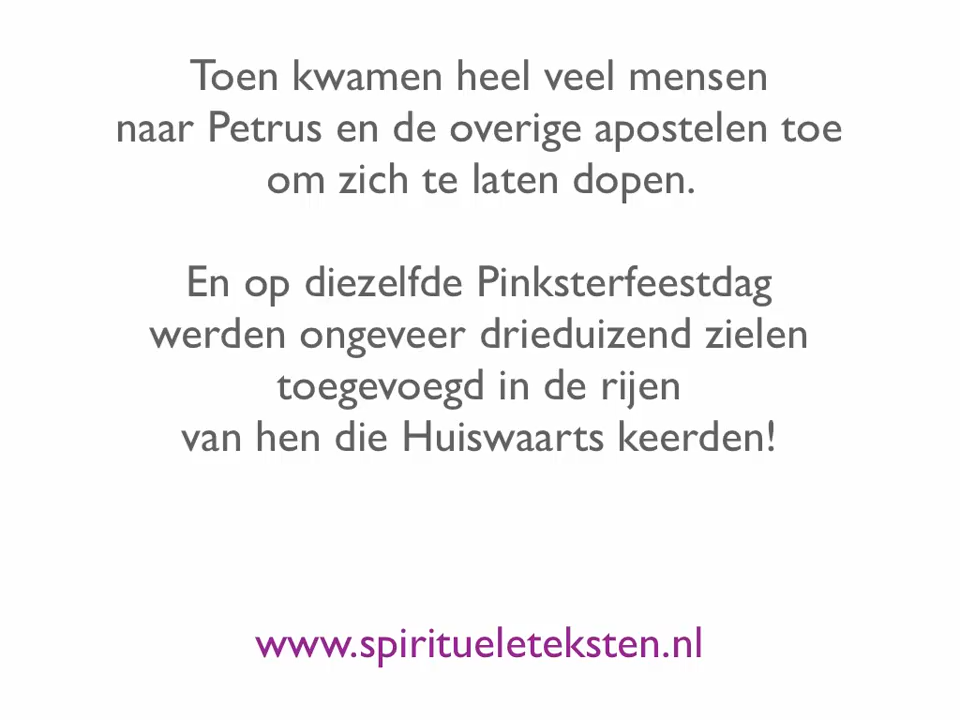 Toen kwamen heel veel mensen
naar Petrus en de overige apostelen toe
om zich te laten dopen.
En op diezelfde Pinksterfeestdag
werden ongeveer drieduizend zielen
toegevoegd in de rijen
van hen die Huiswaarts keerden!
www.spiritueleteksten.nl